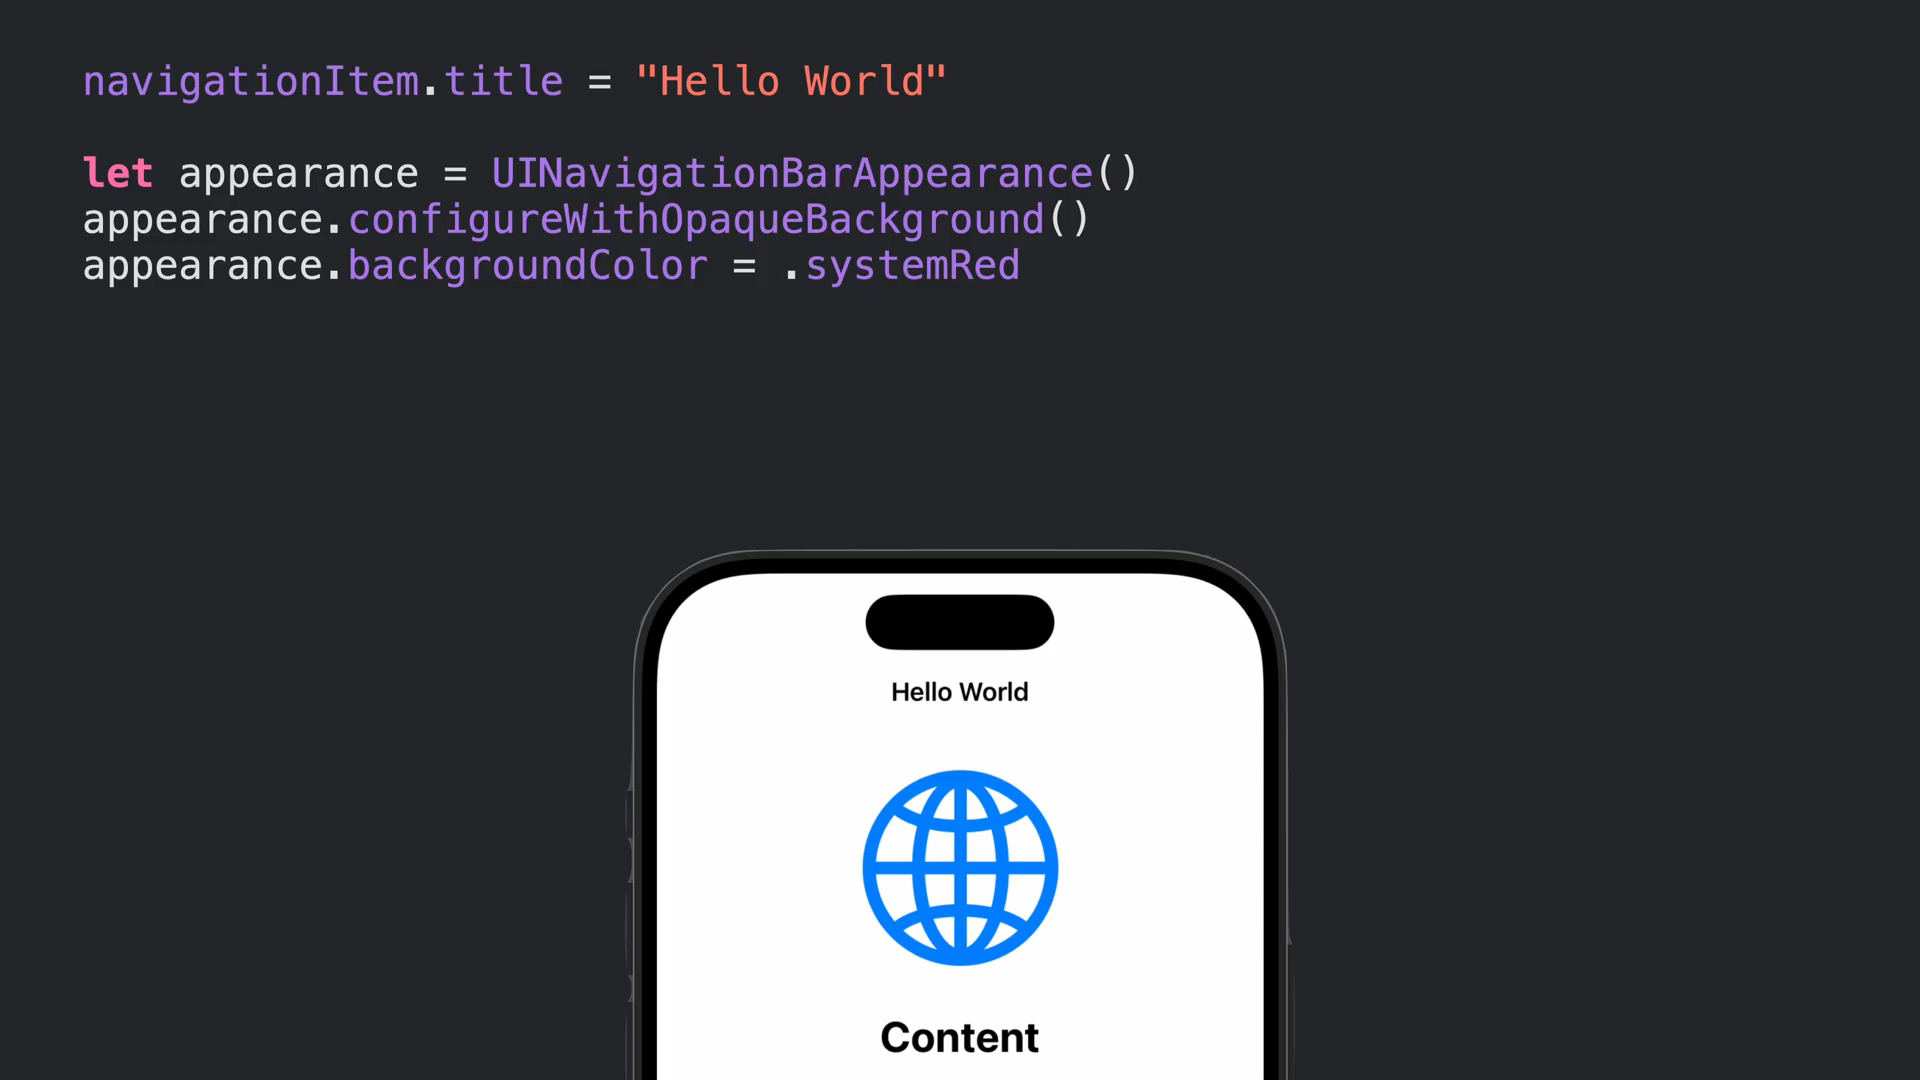 navigationItem.title = "Hello World"
let appearance = UINavigationBarAppearance()
appearance.configureWithOpaqueBackground()
appearance.backgroundColor = .systemRed
Hello World
Content